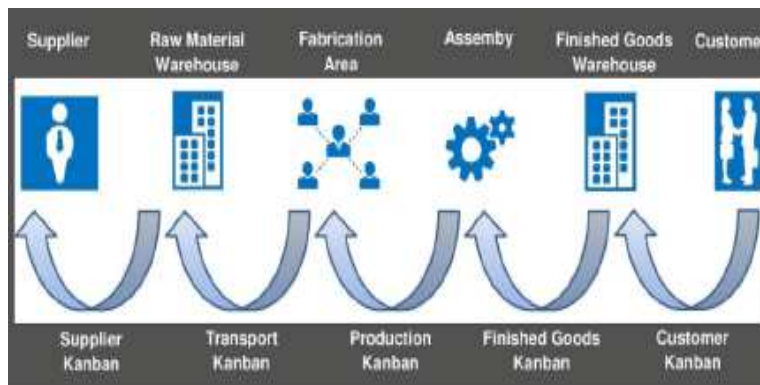 Supplier
Raw Material
Warehouse
Fabrication
Area
Assemby
Finished Goods
Warehouse
Custome
Supplier
Kanban
Transport
Kanban
Production
Kanban
Finished Goods
Kanban
Customer
Kanban